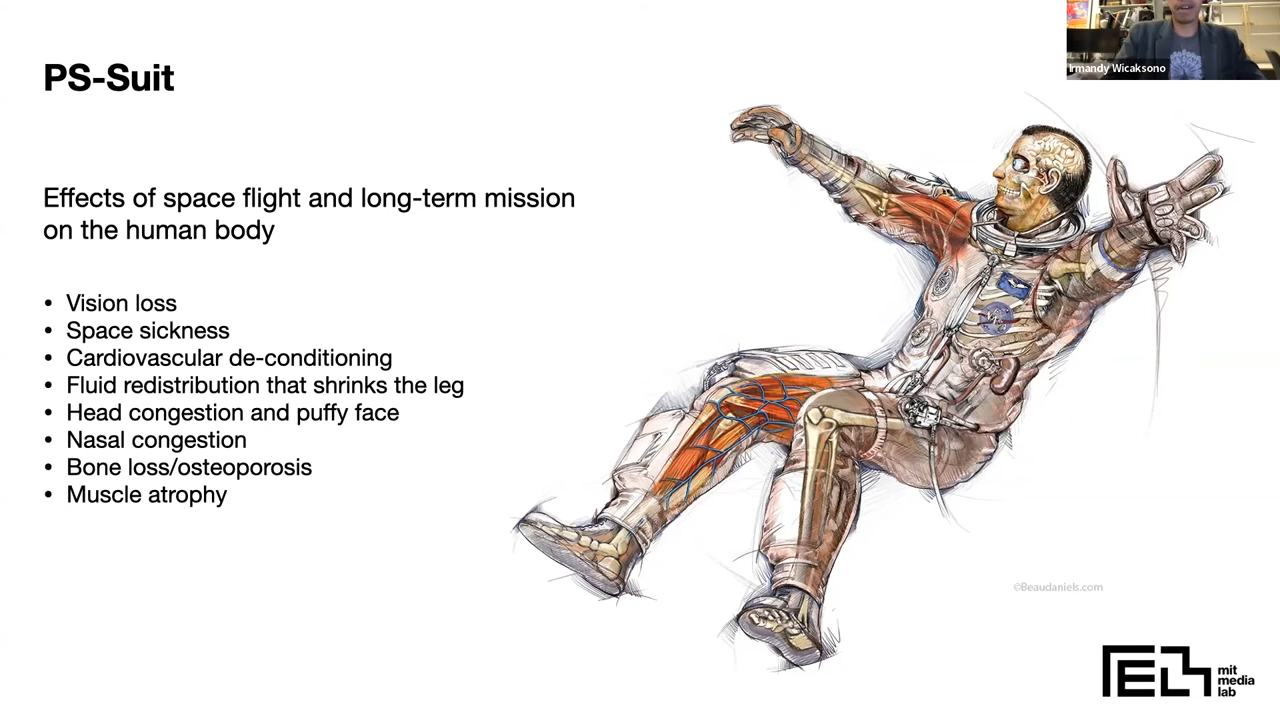 Irmandy Wicaksono
PS-Suit
Effects of space flight and long-term mission
on the human body
• Vision loss
• Space sickness
• Cardiovascular de-conditioning
• Fluid redistribution that shrinks the leg
• Head congestion and puffy face
• Nasal congestion
• Bone loss/osteoporosis
• Muscle atrophy
©Beaudaniels.com
mit
media
lab